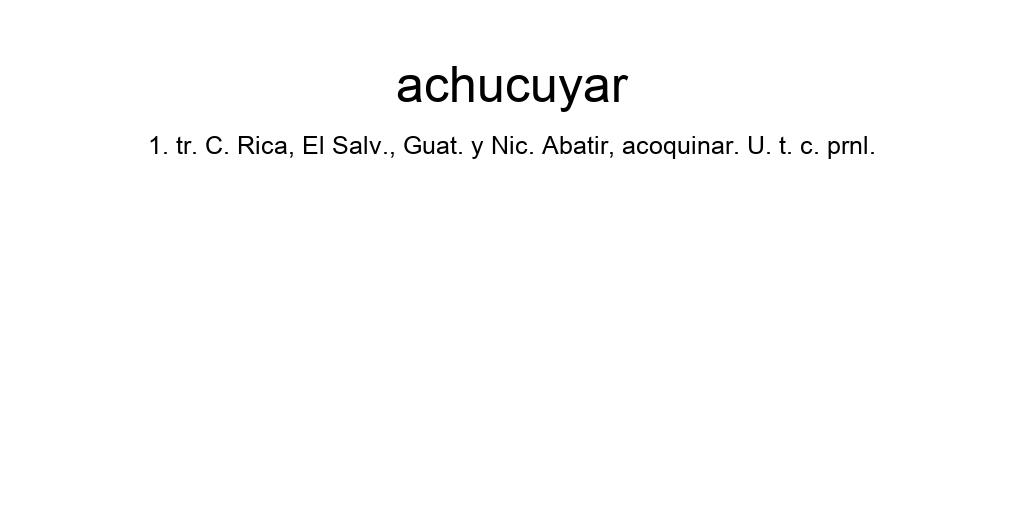 achucuyar
1. tr. C. Rica, El Salv., Guat. y Nic. Abatir, acoquinar. U. t. c. prnl.